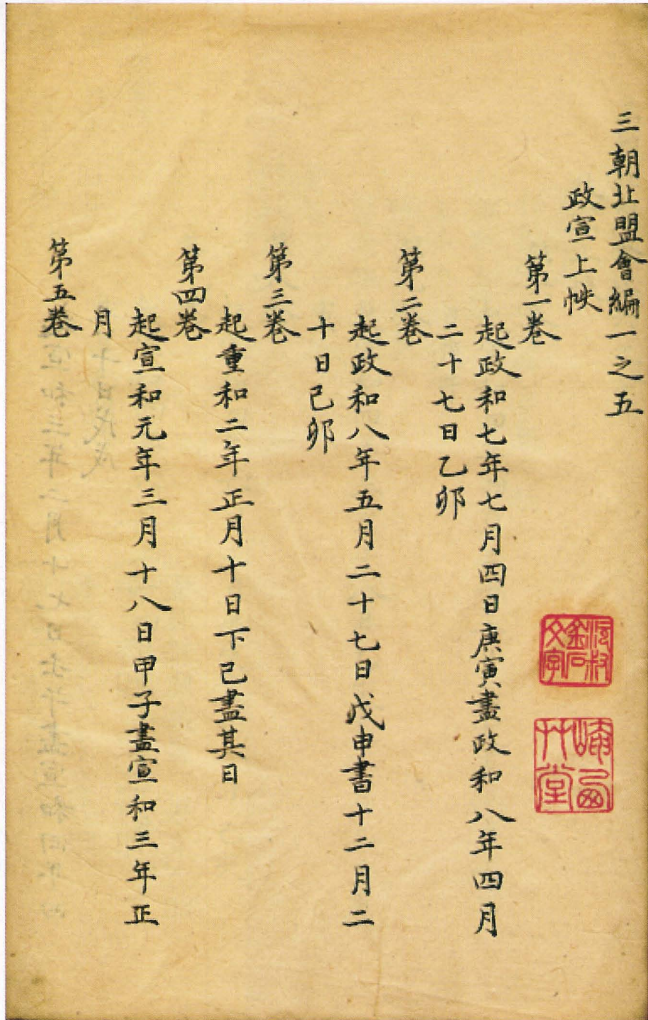 三朝北盟會編一之五
政宣上帙
第一卷
起政和七年七月四日庚寅盡政和八年四月
二十七日乙卯
第二卷
起政和八年五月二十七日戊申書十二月二
十日己卯
第三卷
起重和二年正月十日下己盡其日
第四卷
起宣和元年三月十八日甲子盡宣和三年正
月
第五卷